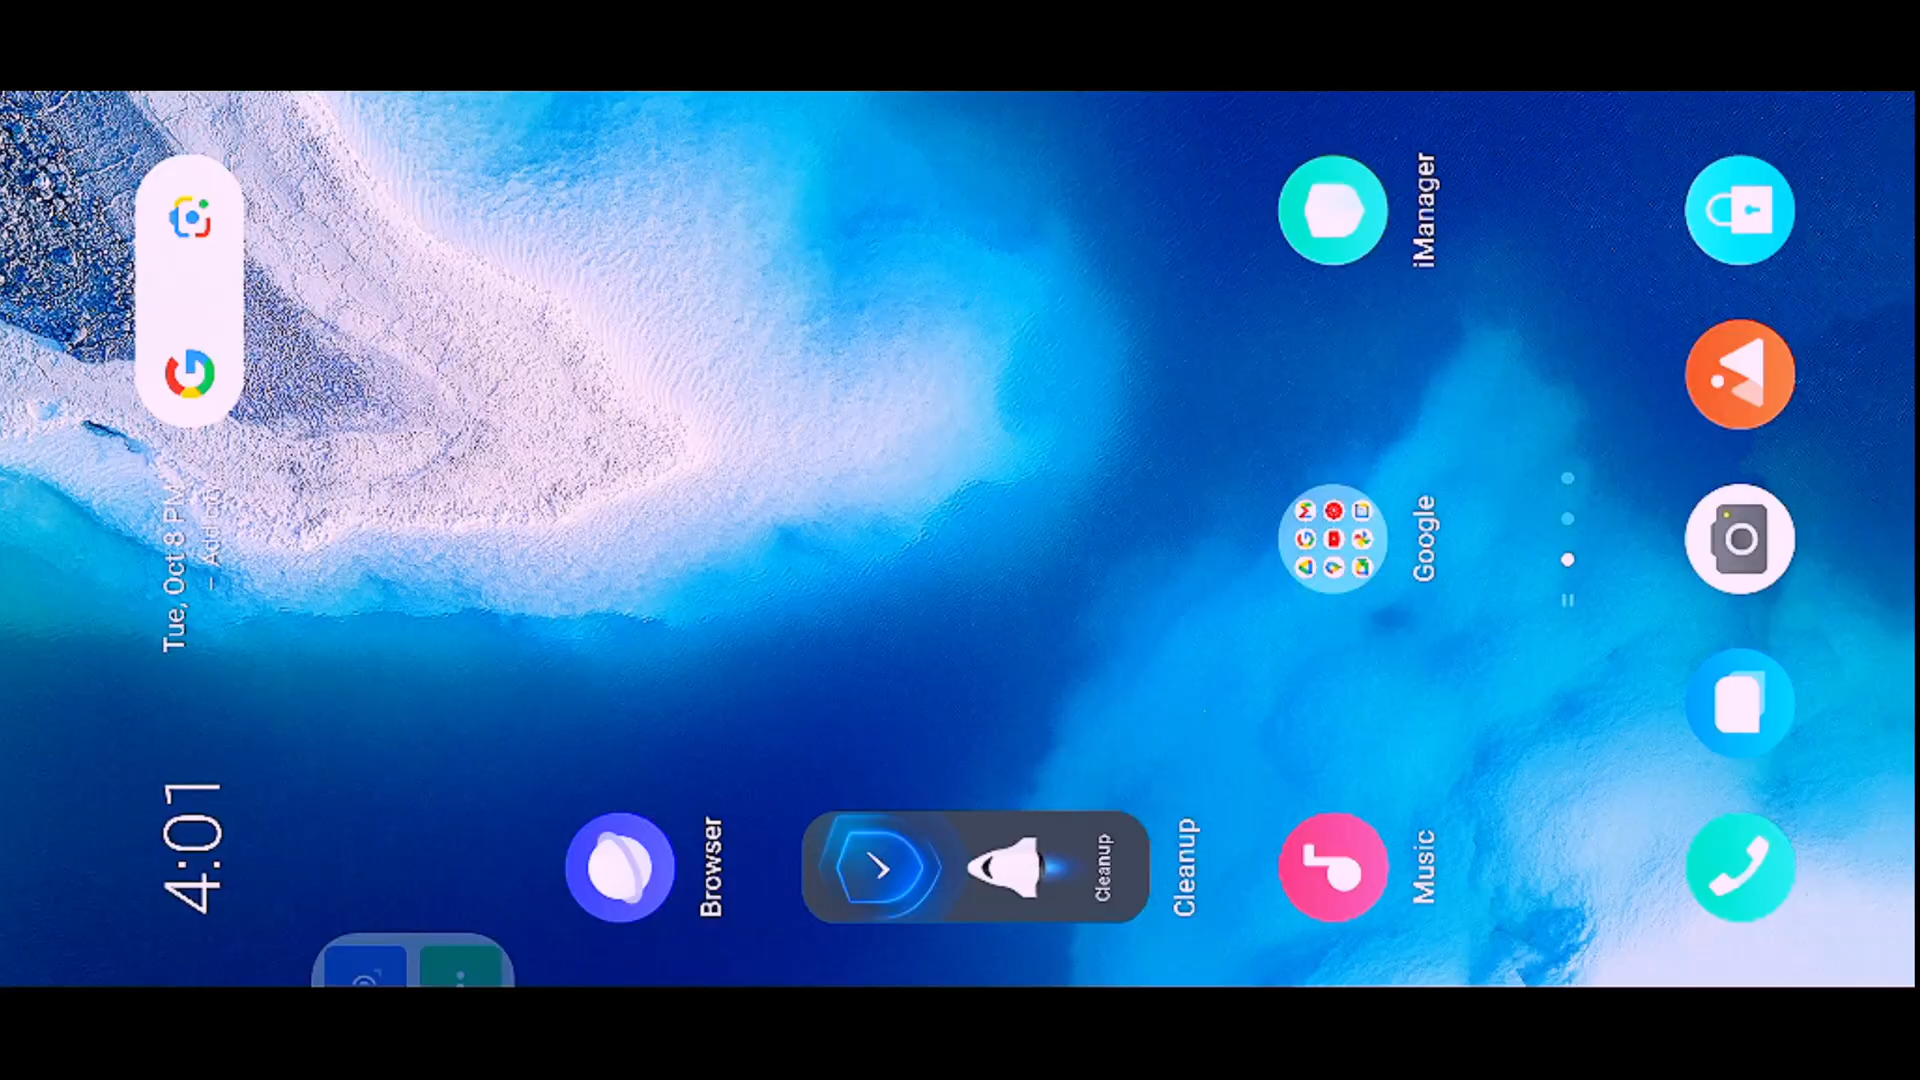 4:01
Tue, Oct 8 PM
Browser
Cleanup
Cleanup
Music
Google
iManager